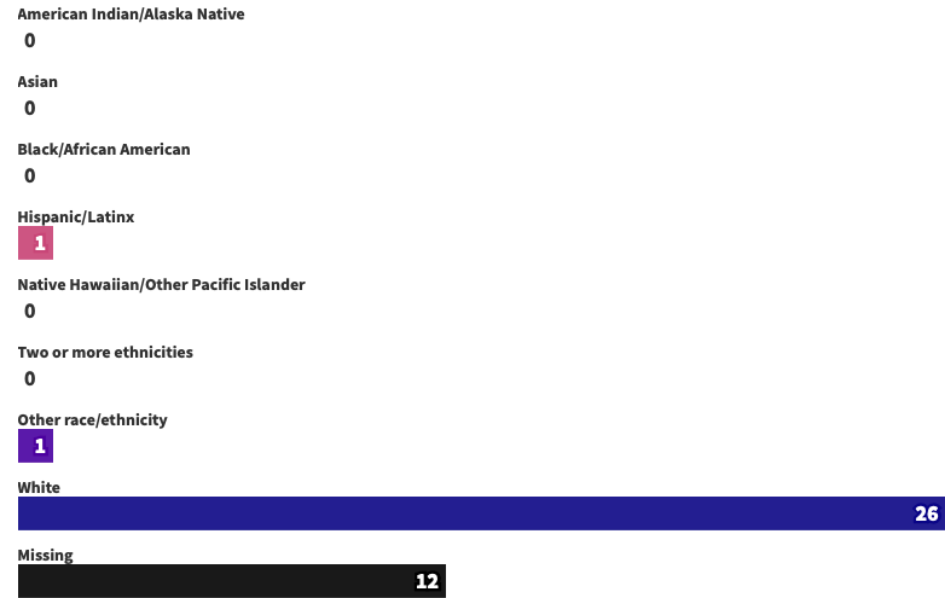 American Indian/Alaska Native
0
Asian
0
Black/African American
0
Hispanic/Latinx
1
Native Hawaiian/Other Pacific Islander
0
Two or more ethnicities
0
Other race/ethnicity
1
White
26
Missing
12